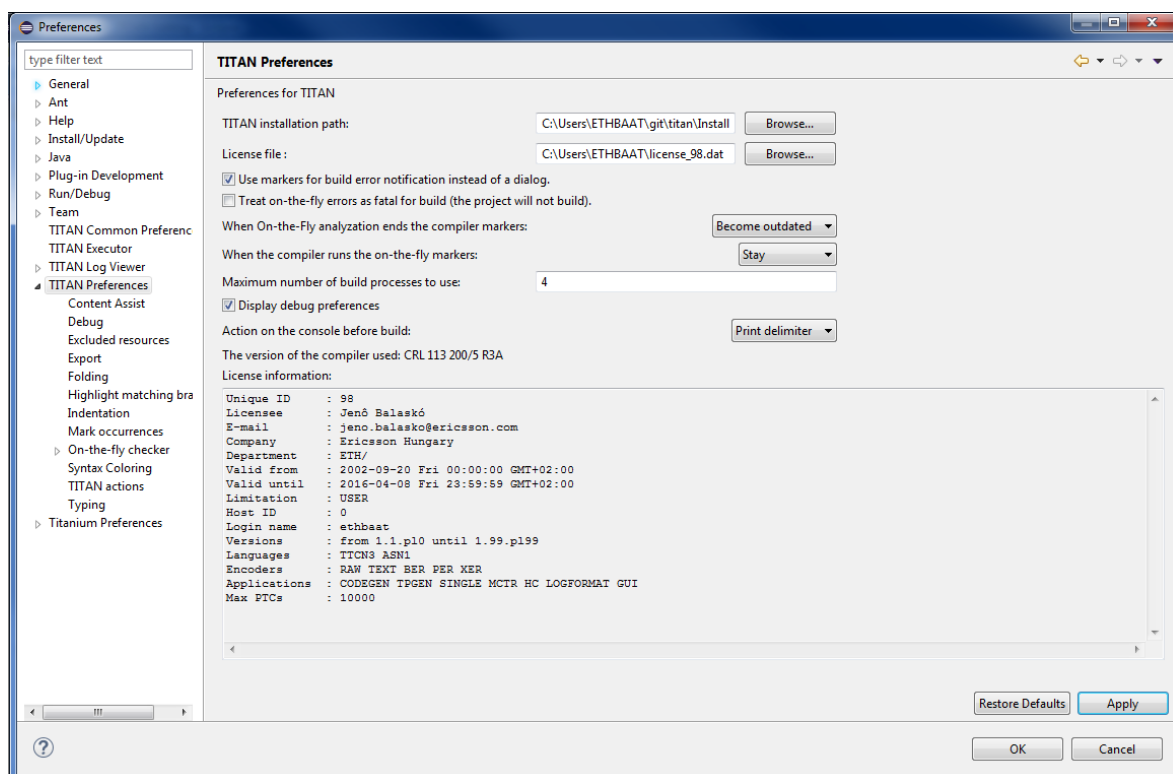 Preferences
type filter text
General
Ant
Help
Install/Update
Java
Plug-in Development
Run/Debug
Team
TITAN Common Preferenc
TITAN Executor
TITAN Log Viewer
TITAN Preferences
Content Assist
Debug
Excluded resources
Export
Folding
Highlight matching bra
Indentation
Mark occurrences
On-the-fly checker
Syntax Coloring
TITAN actions
Typing
Titanium Preferences
TITAN Preferences
Preferences for TITAN
TITAN installation path: C:\Users\ETHBAAT\git\titan\Install Browse...
License file : C:\Users\ETHBAAT\license_98.dat Browse...
Use markers for build error notification instead of a dialog.
Treat on-the-fly errors as fatal for build (the project will not build).
When On-the-Fly analyzation ends the compiler markers: Become outdated
When the compiler runs the on-the-fly markers: Stay
Maximum number of build processes to use: 4
Display debug preferences
Action on the console before build: Print delimiter
The version of the compiler used: CRL 113 200/5 R3A
License information:
Unique ID : 98
Licensee : Jenô Balaskó
E-mail : jeno.balasko@ericsson.com
Company : Ericsson Hungary
Department : ETH/
Valid from : 2002-09-20 Fri 00:00:00 GMT+02:00
Valid until : 2016-04-08 Fri 23:59:59 GMT+02:00
Limitation : USER
Host ID : 0
Login name : ethbaat
Versions : from 1.1.pl0 until 1.99.pl99
Languages : TTCN3 ASN1
Encoders : RAW TEXT BER PER XER
Applications : CODEGEN TPGEN SINGLE MCTR HC LOGFORMAT GUI
Max PTCs : 10000
Restore Defaults Apply
OK Cancel